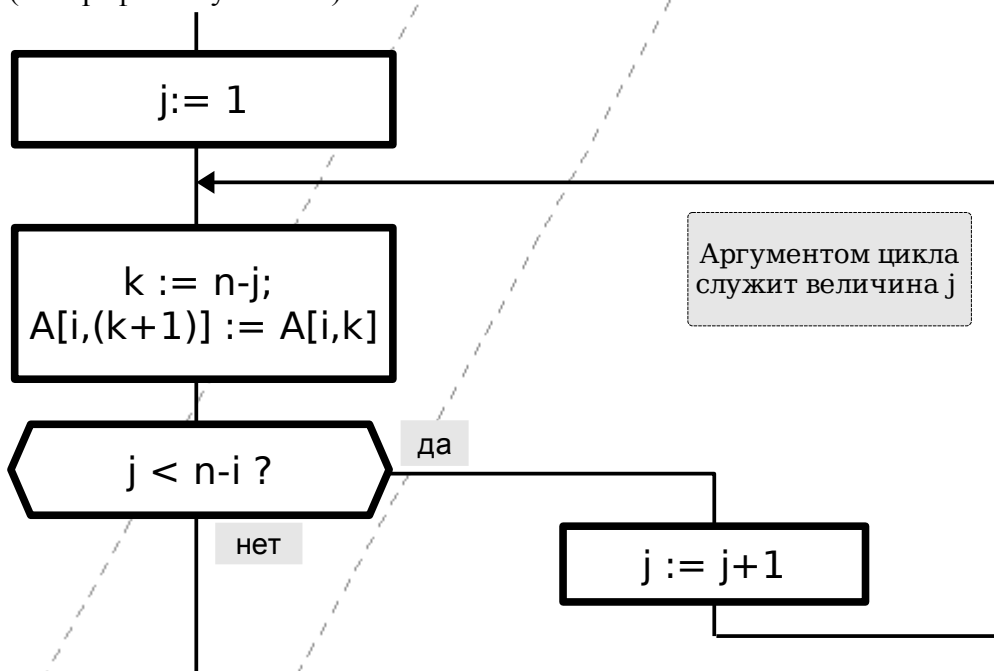 j:= 1
Аргументом цикла
служит величина j
k := n-j;
A[i,(k+1)] := A[i,k]
да
j < n-i ?
нет
j := j+1